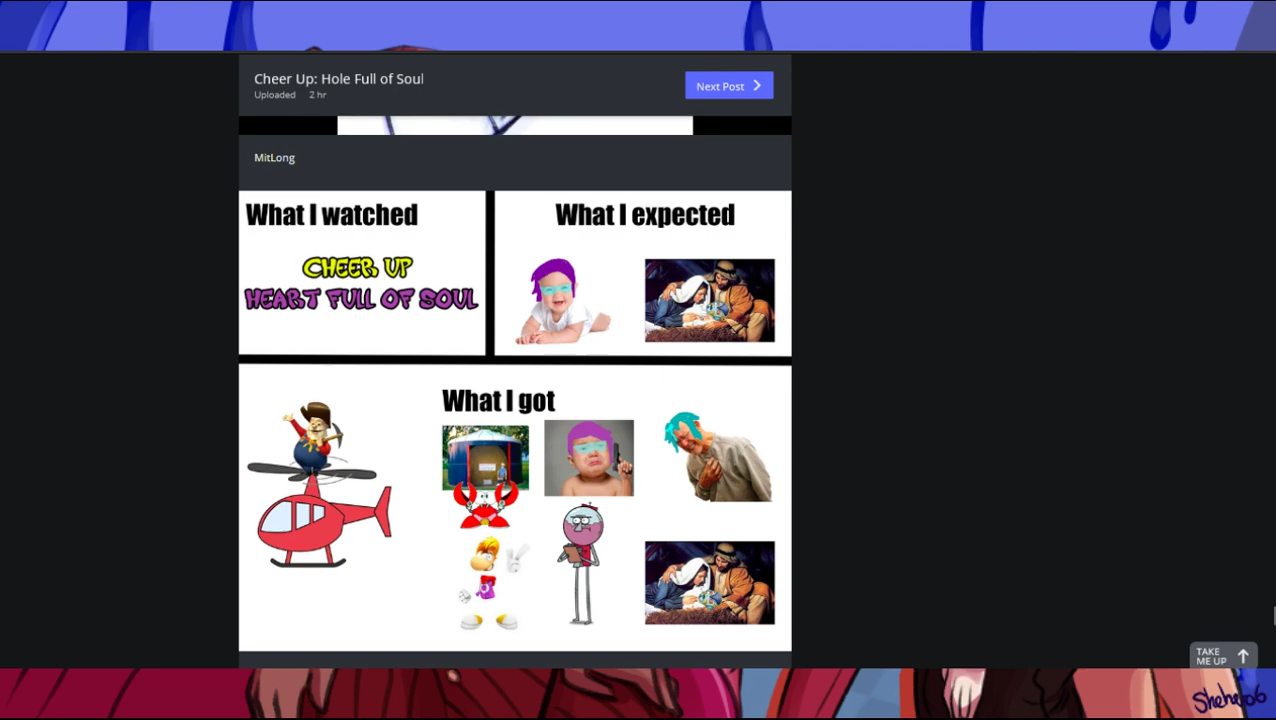 Cheer Up: Hole Full of Soul
Uploaded 2 hr
Next Post
MitLong
What I watched
CHEER UP
HEART FULL OF SOUL
What I expected
What I got
TAKE
ME UP